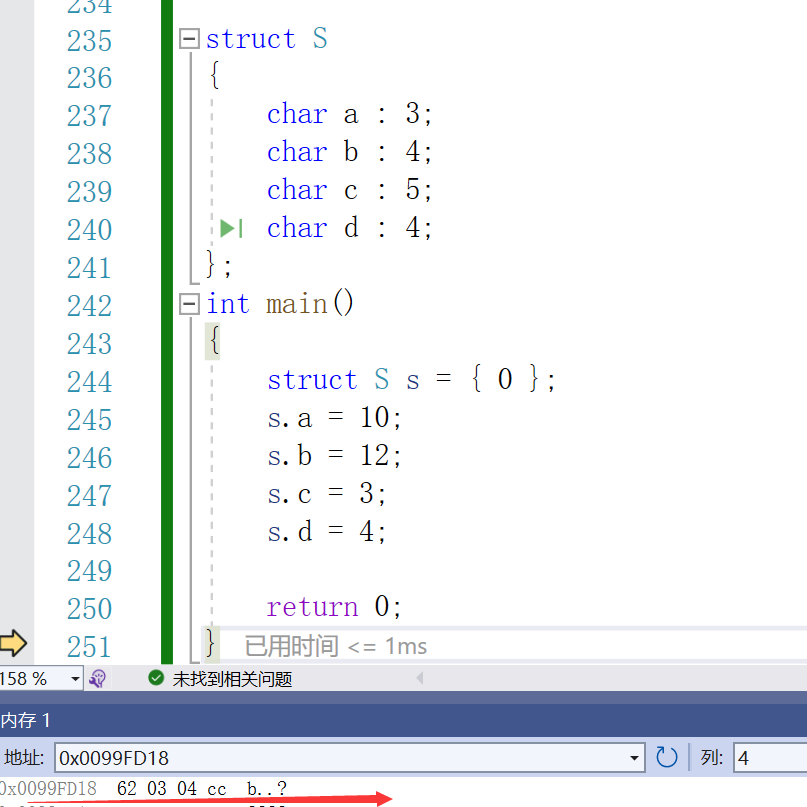 234
235 struct S
236 {
237 char a : 3;
238 char b : 4;
239 char c : 5;
240 char d : 4;
241 };
242 int main()
243 {
244 struct S s = { 0 };
245 s.a = 10;
246 s.b = 12;
247 s.c = 3;
248 s.d = 4;
249
250 return 0;
251 } 已用时间 <= 1ms
158 % 未找到相关问题
内存 1
地址: 0x0099FD18 列: 4
0x0099FD18 62 03 04 cc b..?